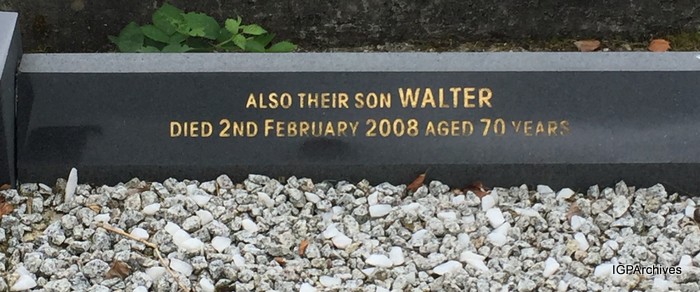 ALSO THEIR SON WALTER
DIED 2ND FEBRUARY 2008 AGED 70 YEARS
IGPArchives